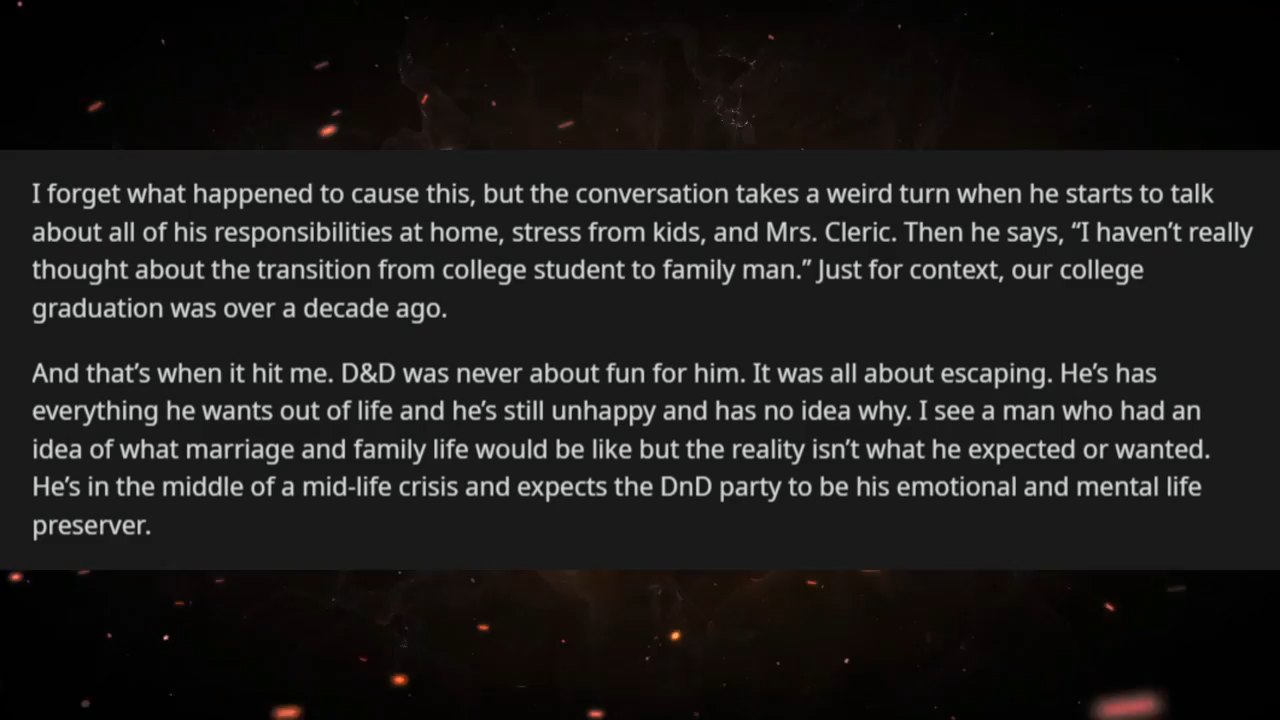 I forget what happened to cause this, but the conversation takes a weird turn when he starts to talk
about all of his responsibilities at home, stress from kids, and Mrs. Cleric. Then he says, “I haven’t really
thought about the transition from college student to family man.” Just for context, our college
graduation was over a decade ago.
And that’s when it hit me. D&D was never about fun for him. It was all about escaping. He’s has
everything he wants out of life and he’s still unhappy and has no idea why. I see a man who had an
idea of what marriage and family life would be like but the reality isn’t what he expected or wanted.
He’s in the middle of a mid-life crisis and expects the DnD party to be his emotional and mental life
preserver.